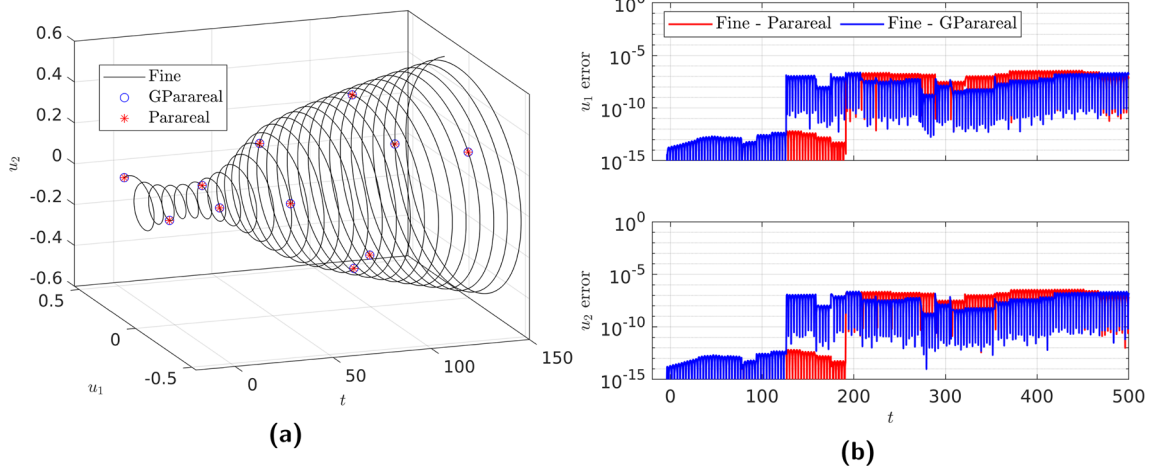 0.6
0.4
0.2
0
-0.2
-0.4
-0.6
u2
0.5
0
-0.5
u1
0
50
100
150
t
Fine
GParareal
Parareal
(a)
10^0
10^-5
10^-10
10^-15
u1 error
Fine - Parareal Fine - GParareal
10^0
10^-5
10^-10
10^-15
u2 error
0 100 200 300 400 500
t
(b)